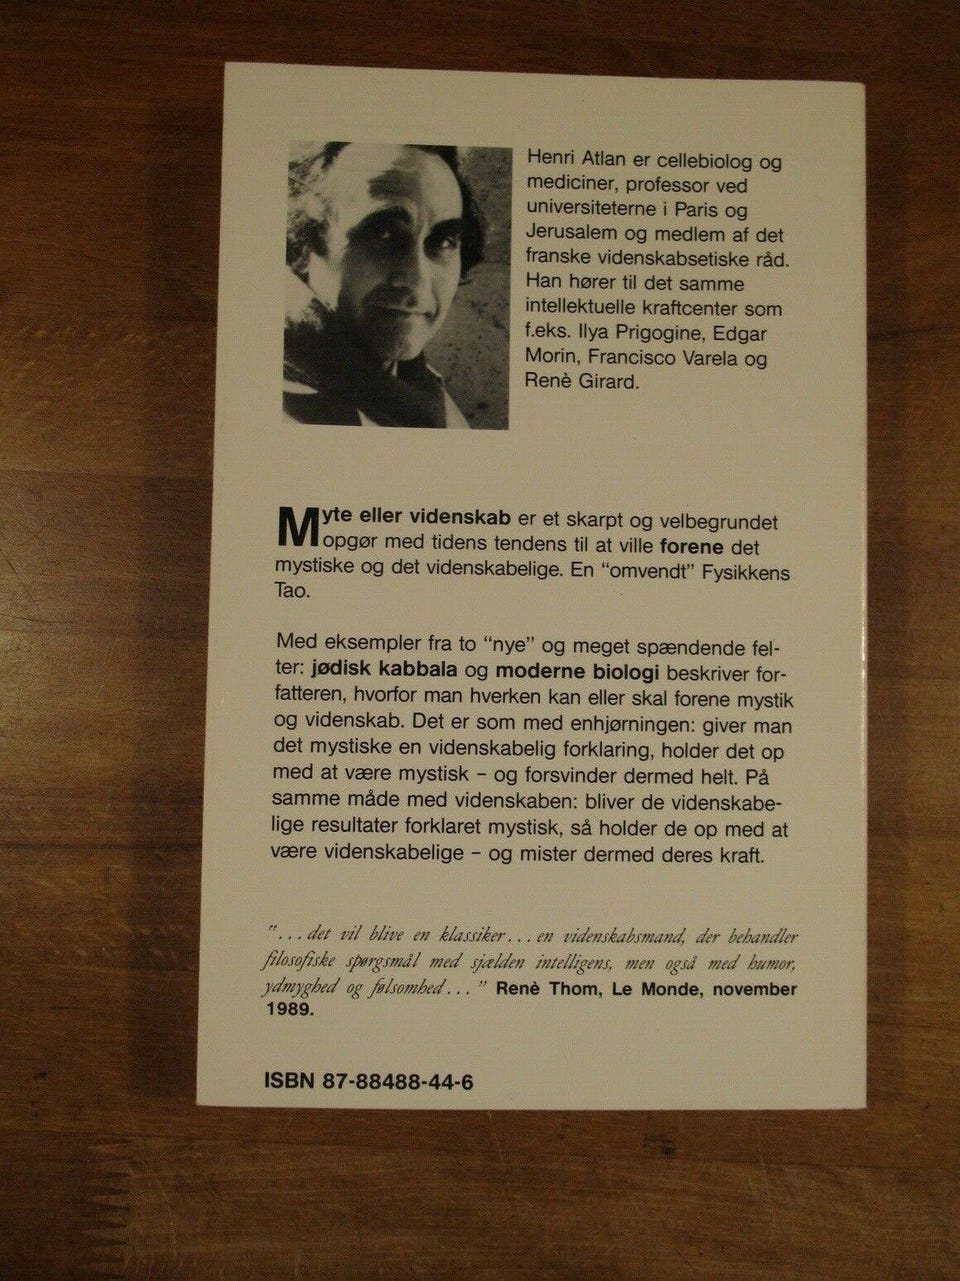 Henri Atlan er cellebiolog og
mediciner, professor ved
universiteterne i Paris og
Jerusalem og medlem af det
franske videnskabsetiske råd.
Han hører til det samme
intellektuelle kraftcenter som
f.eks. Ilya Prigogine, Edgar
Morin, Francisco Varela og
Renè Girard.
Myte eller videnskab er et skarpt og velbegrundet
opgør med tidens tendens til at ville forene det
mystiske og det videnskabelige. En “omvendt” Fysikkens
Tao.
Med eksempler fra to “nye” og meget spændende fel-
ter: jødisk kabbala og moderne biologi beskriver for-
fatteren, hvorfor man hverken kan eller skal forene mystik
og videnskab. Det er som med enhjørningen: giver man
det mystiske en videnskabelig forklaring, holder det op
med at være mystisk – og forsvinder dermed helt. På
samme måde med videnskaben: bliver de videnskabe-
lige resultater forklaret mystisk, så holder de op med at
være videnskabelige – og mister dermed deres kraft.
“...det vil blive en klassiker...en videnskabsmand, der behandler
filosofiske spørgsmål med sjælden intelligens, men også med humor,
ydmyghed og følsomhed...” Renè Thom, Le Monde, november
1989.
ISBN 87-88488-44-6